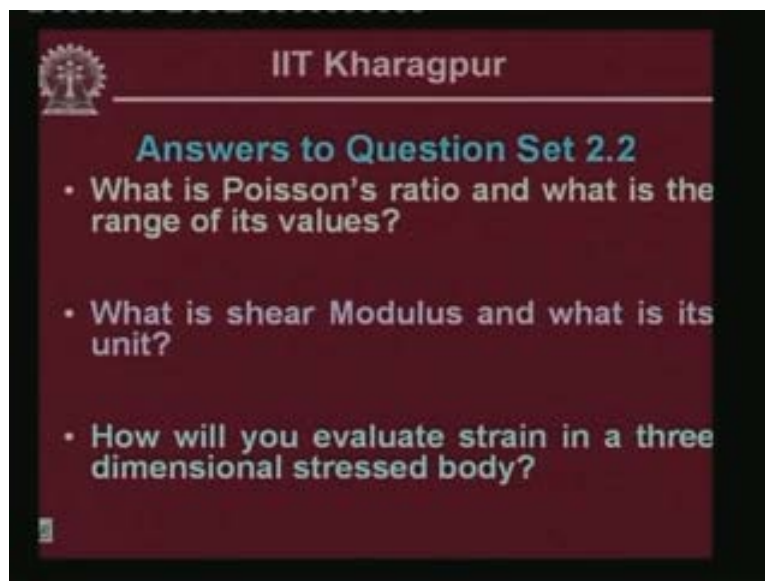 IIT Kharagpur
Answers to Question Set 2.2
• What is Poisson's ratio and what is the
range of its values?
• What is shear Modulus and what is its
unit?
• How will you evaluate strain in a three
dimensional stressed body?